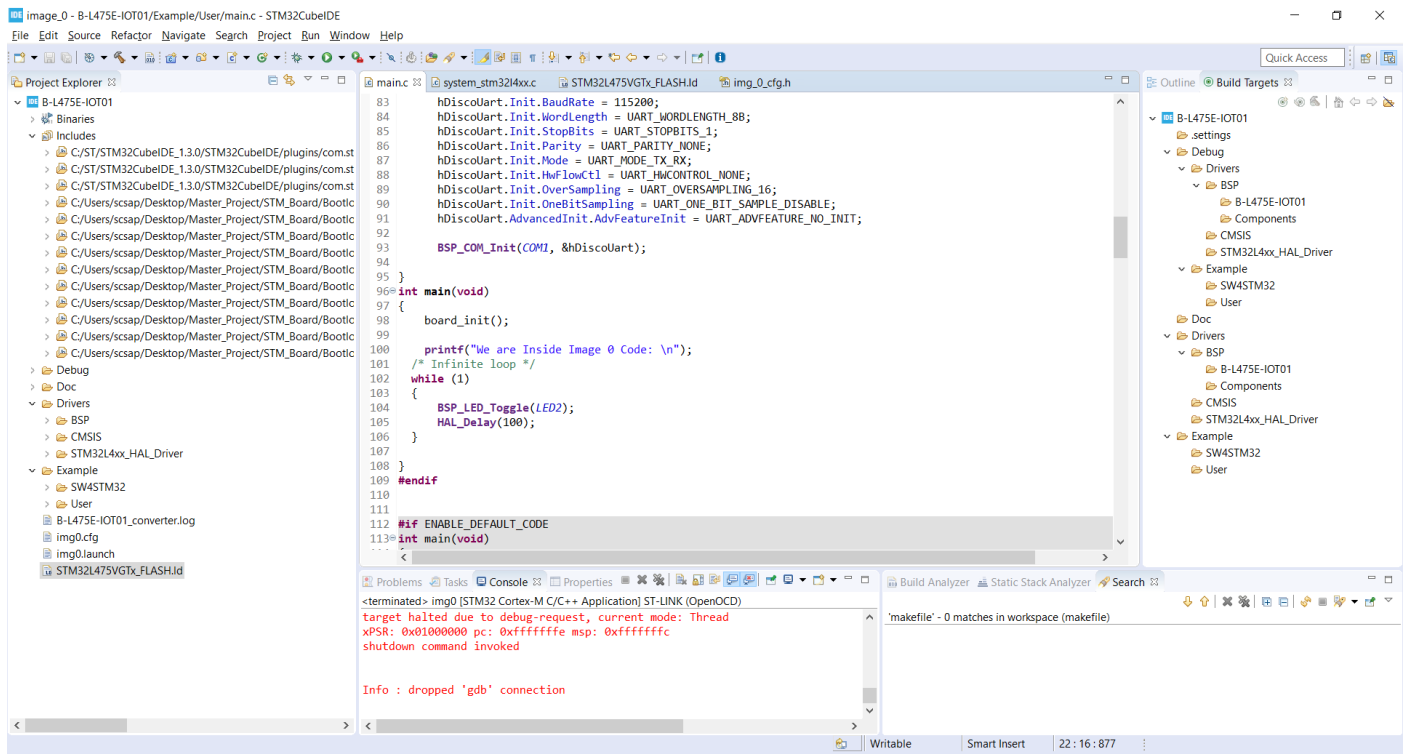 IDE image_0 - B-L475E-IOT01/Example/User/main.c - STM32CubeIDE
File Edit Source Refactor Navigate Search Project Run Window Help
Quick Access
Project Explorer
B-L475E-IOT01
Binaries
Includes
C:/ST/STM32CubeIDE_1.3.0/STM32CubeIDE/plugins/com.st
C:/ST/STM32CubeIDE_1.3.0/STM32CubeIDE/plugins/com.st
C:/ST/STM32CubeIDE_1.3.0/STM32CubeIDE/plugins/com.st
C:/Users/scsap/Desktop/Master_Project/STM_Board/Bootlc
C:/Users/scsap/Desktop/Master_Project/STM_Board/Bootlc
C:/Users/scsap/Desktop/Master_Project/STM_Board/Bootlc
C:/Users/scsap/Desktop/Master_Project/STM_Board/Bootlc
C:/Users/scsap/Desktop/Master_Project/STM_Board/Bootlc
C:/Users/scsap/Desktop/Master_Project/STM_Board/Bootlc
C:/Users/scsap/Desktop/Master_Project/STM_Board/Bootlc
C:/Users/scsap/Desktop/Master_Project/STM_Board/Bootlc
C:/Users/scsap/Desktop/Master_Project/STM_Board/Bootlc
C:/Users/scsap/Desktop/Master_Project/STM_Board/Bootlc
Debug
Doc
Drivers
BSP
CMSIS
STM32L4xx_HAL_Driver
Example
SW4STM32
User
B-L475E-IOT01_converter.log
img0.cfg
img0.launch
STM32L475VGTx_FLASH.ld
main.c system_stm32l4xx.c STM32L475VGTx_FLASH.ld img_0_cfg.h
83 hDiscoUart.Init.BaudRate = 115200;
84 hDiscoUart.Init.WordLength = UART_WORDLENGTH_8B;
85 hDiscoUart.Init.StopBits = UART_STOPBITS_1;
86 hDiscoUart.Init.Parity = UART_PARITY_NONE;
87 hDiscoUart.Init.Mode = UART_MODE_TX_RX;
88 hDiscoUart.Init.HwFlowCtl = UART_HWCONTROL_NONE;
89 hDiscoUart.Init.OverSampling = UART_OVERSAMPLING_16;
90 hDiscoUart.Init.OneBitSampling = UART_ONE_BIT_SAMPLE_DISABLE;
91 hDiscoUart.AdvancedInit.AdvFeatureInit = UART_ADVFEATURE_NO_INIT;
92
93 BSP_COM_Init(COM1, &hDiscoUart);
94
95 }
96 int main(void)
97 {
98 board_init();
99
100 printf("We are Inside Image 0 Code: \n");
101 /* Infinite loop */
102 while (1)
103 {
104 BSP_LED_Toggle(LED2);
105 HAL_Delay(100);
106 }
107
108 }
109 #endif
110
111
112 #if ENABLE_DEFAULT_CODE
113 int main(void)
Outline Build Targets
B-L475E-IOT01
.settings
Debug
Drivers
BSP
B-L475E-IOT01
Components
CMSIS
STM32L4xx_HAL_Driver
Example
SW4STM32
User
Doc
Drivers
BSP
B-L475E-IOT01
Components
CMSIS
STM32L4xx_HAL_Driver
Example
SW4STM32
User
Problems Tasks Console Properties
<terminated> img0 [STM32 Cortex-M C/C++ Application] ST-LINK (OpenOCD)
target halted due to debug-request, current mode: Thread
xPSR: 0x01000000 pc: 0xfffffffe msp: 0xfffffffc
shutdown command invoked
Info : dropped 'gdb' connection
Build Analyzer Static Stack Analyzer Search
'makefile' - 0 matches in workspace (makefile)
Writable Smart Insert 22 : 16 : 877